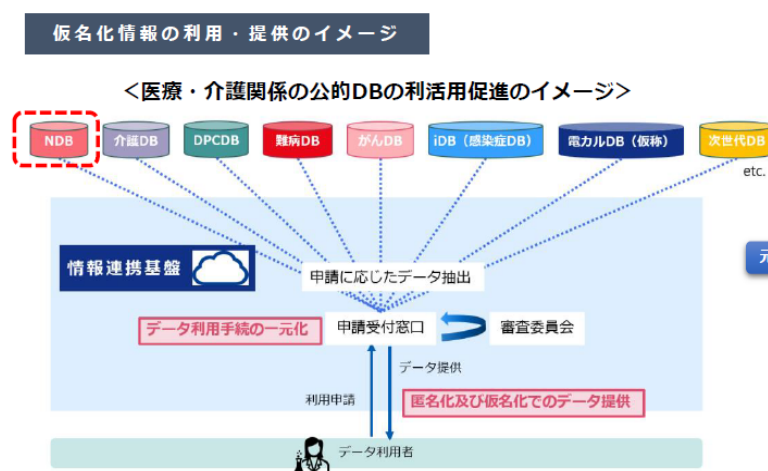 仮名化情報の利用・提供のイメージ
＜医療・介護関係の公的DBの利活用促進のイメージ＞
NDB
介護DB
DPCDB
難病DB
がんDB
iDB（感染症DB）
電カルDB（仮称）
次世代DB
etc.
情報連携基盤
元
申請に応じたデータ抽出
データ利用手続の一元化
申請受付窓口
審査委員会
データ提供
利用申請
匿名化及び仮名化でのデータ提供
データ利用者